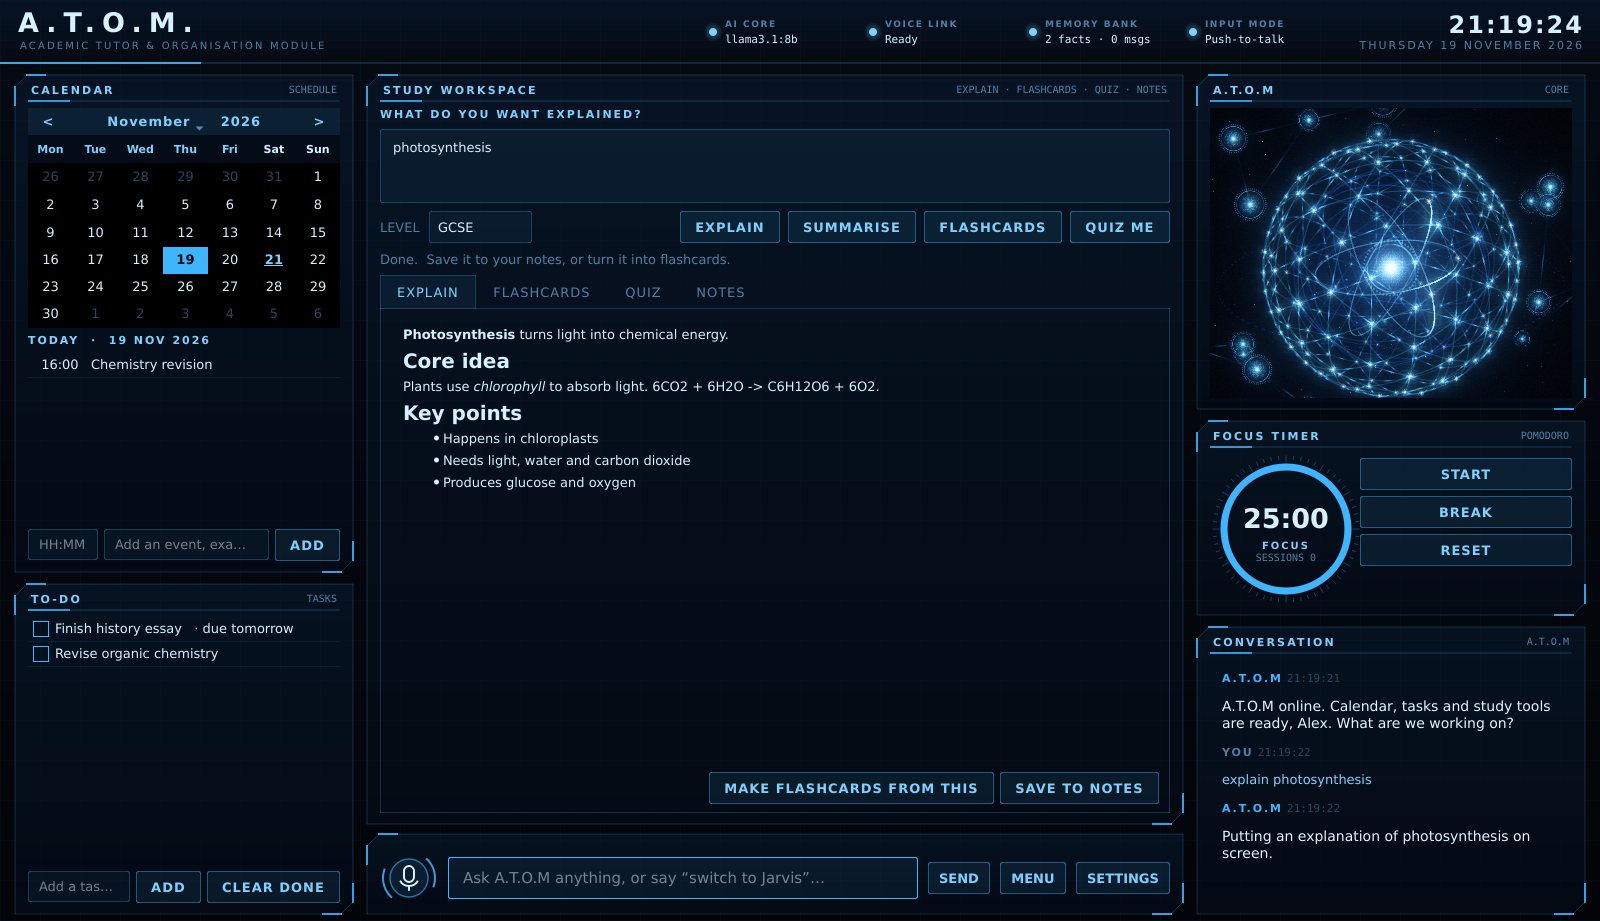 A.T.O.M.
ACADEMIC TUTOR & ORGANISATION MODULE
AI CORE
llama3.1:8b
VOICE LINK
Ready
MEMORY BANK
2 facts · 0 msgs
INPUT MODE
Push-to-talk
21:19:24
THURSDAY 19 NOVEMBER 2026
CALENDAR SCHEDULE
< November 2026 >
Mon Tue Wed Thu Fri Sat Sun
26 27 28 29 30 31 1
2 3 4 5 6 7 8
9 10 11 12 13 14 15
16 17 18 19 20 21 22
23 24 25 26 27 28 29
30 1 2 3 4 5 6
TODAY · 19 NOV 2026
16:00 Chemistry revision
HH:MM Add an event, exa... ADD
TO-DO TASKS
Finish history essay · due tomorrow
Revise organic chemistry
Add a tas... ADD CLEAR DONE
STUDY WORKSPACE EXPLAIN · FLASHCARDS · QUIZ · NOTES
WHAT DO YOU WANT EXPLAINED?
photosynthesis
LEVEL GCSE EXPLAIN SUMMARISE FLASHCARDS QUIZ ME
Done. Save it to your notes, or turn it into flashcards.
EXPLAIN FLASHCARDS QUIZ NOTES
Photosynthesis turns light into chemical energy.
Core idea
Plants use chlorophyll to absorb light. 6CO2 + 6H2O -> C6H12O6 + 6O2.
Key points
• Happens in chloroplasts
• Needs light, water and carbon dioxide
• Produces glucose and oxygen
MAKE FLASHCARDS FROM THIS SAVE TO NOTES
Ask A.T.O.M anything, or say “switch to Jarvis”... SEND MENU SETTINGS
A.T.O.M CORE
FOCUS TIMER POMODORO
25:00
FOCUS
SESSIONS 0
START
BREAK
RESET
CONVERSATION A.T.O.M
A.T.O.M 21:19:21
A.T.O.M online. Calendar, tasks and study tools
are ready, Alex. What are we working on?
YOU 21:19:22
explain photosynthesis
A.T.O.M 21:19:22
Putting an explanation of photosynthesis on
screen.